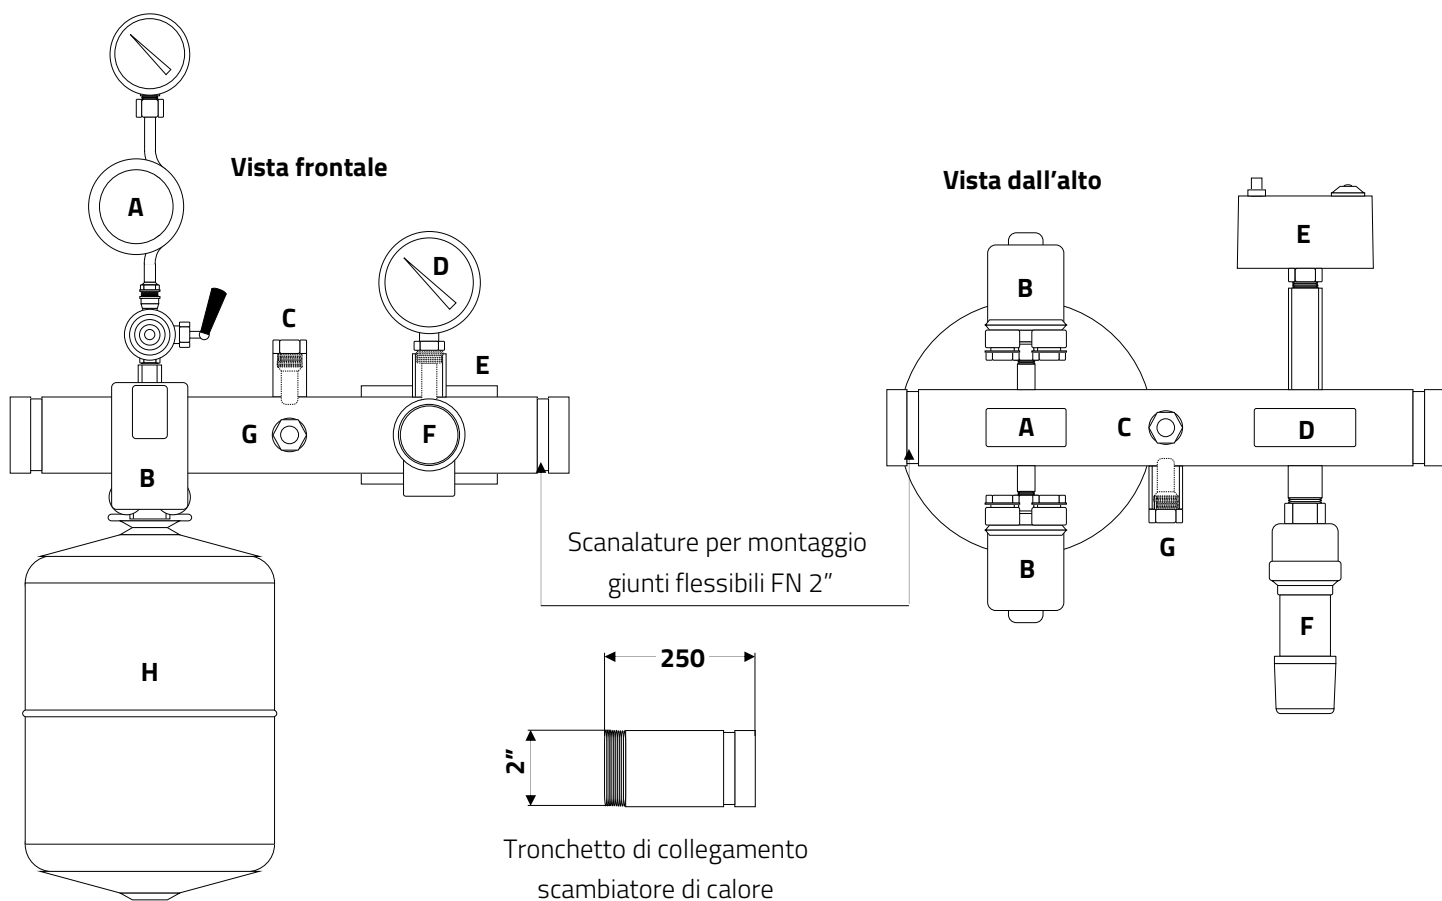 Vista frontale
A
D
C
E
G
F
B
H
Vista dall’alto
E
B
A
C
D
G
B
F
Scanalature per montaggio
giunti flessibili FN 2”
250
2”
Tronchetto di collegamento
scambiatore di calore